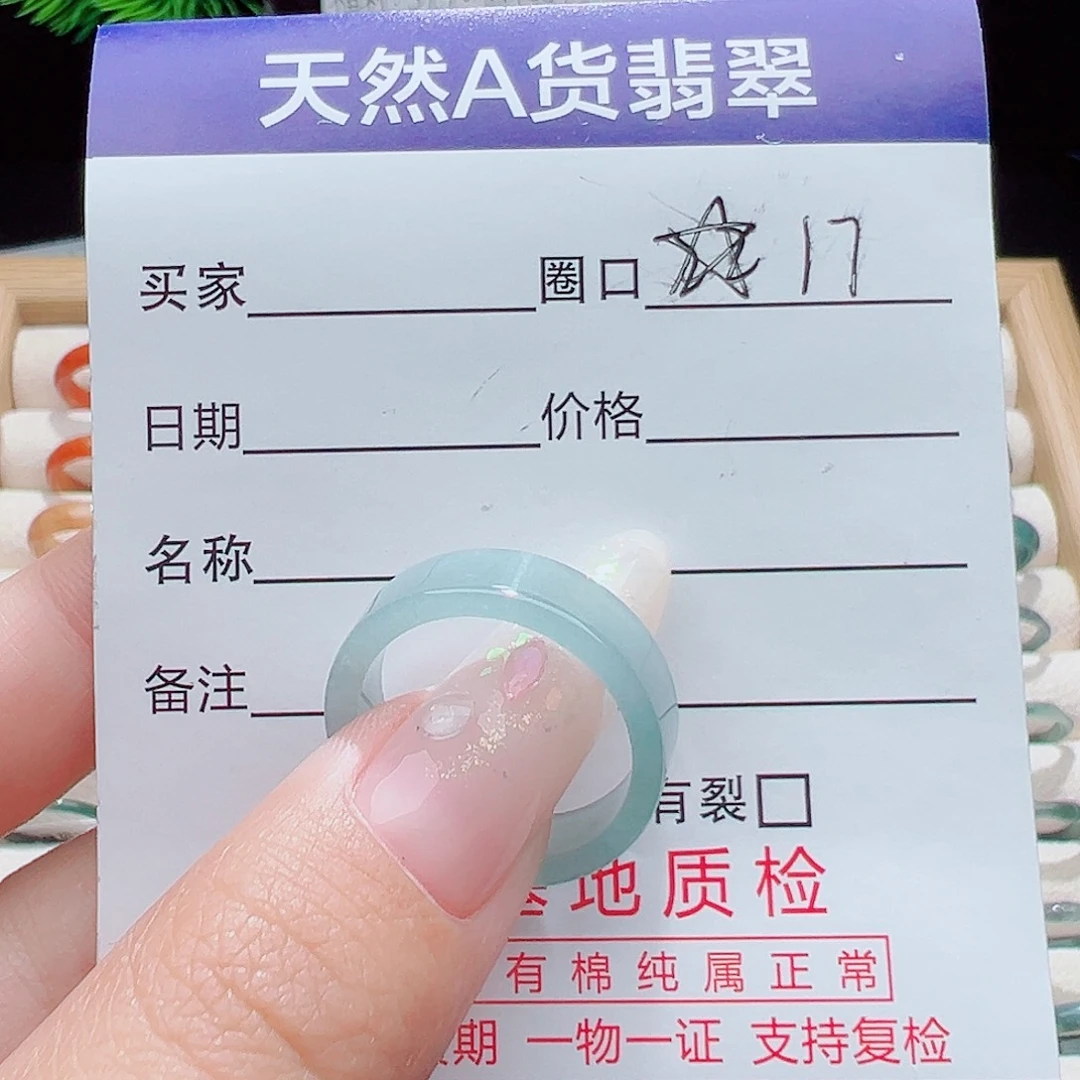 天然A货翡翠
买家 圈口 ☆ 17
日期 价格
名称
备注
有裂□
地质检
有棉纯属正常
期 一物一证 支持复检